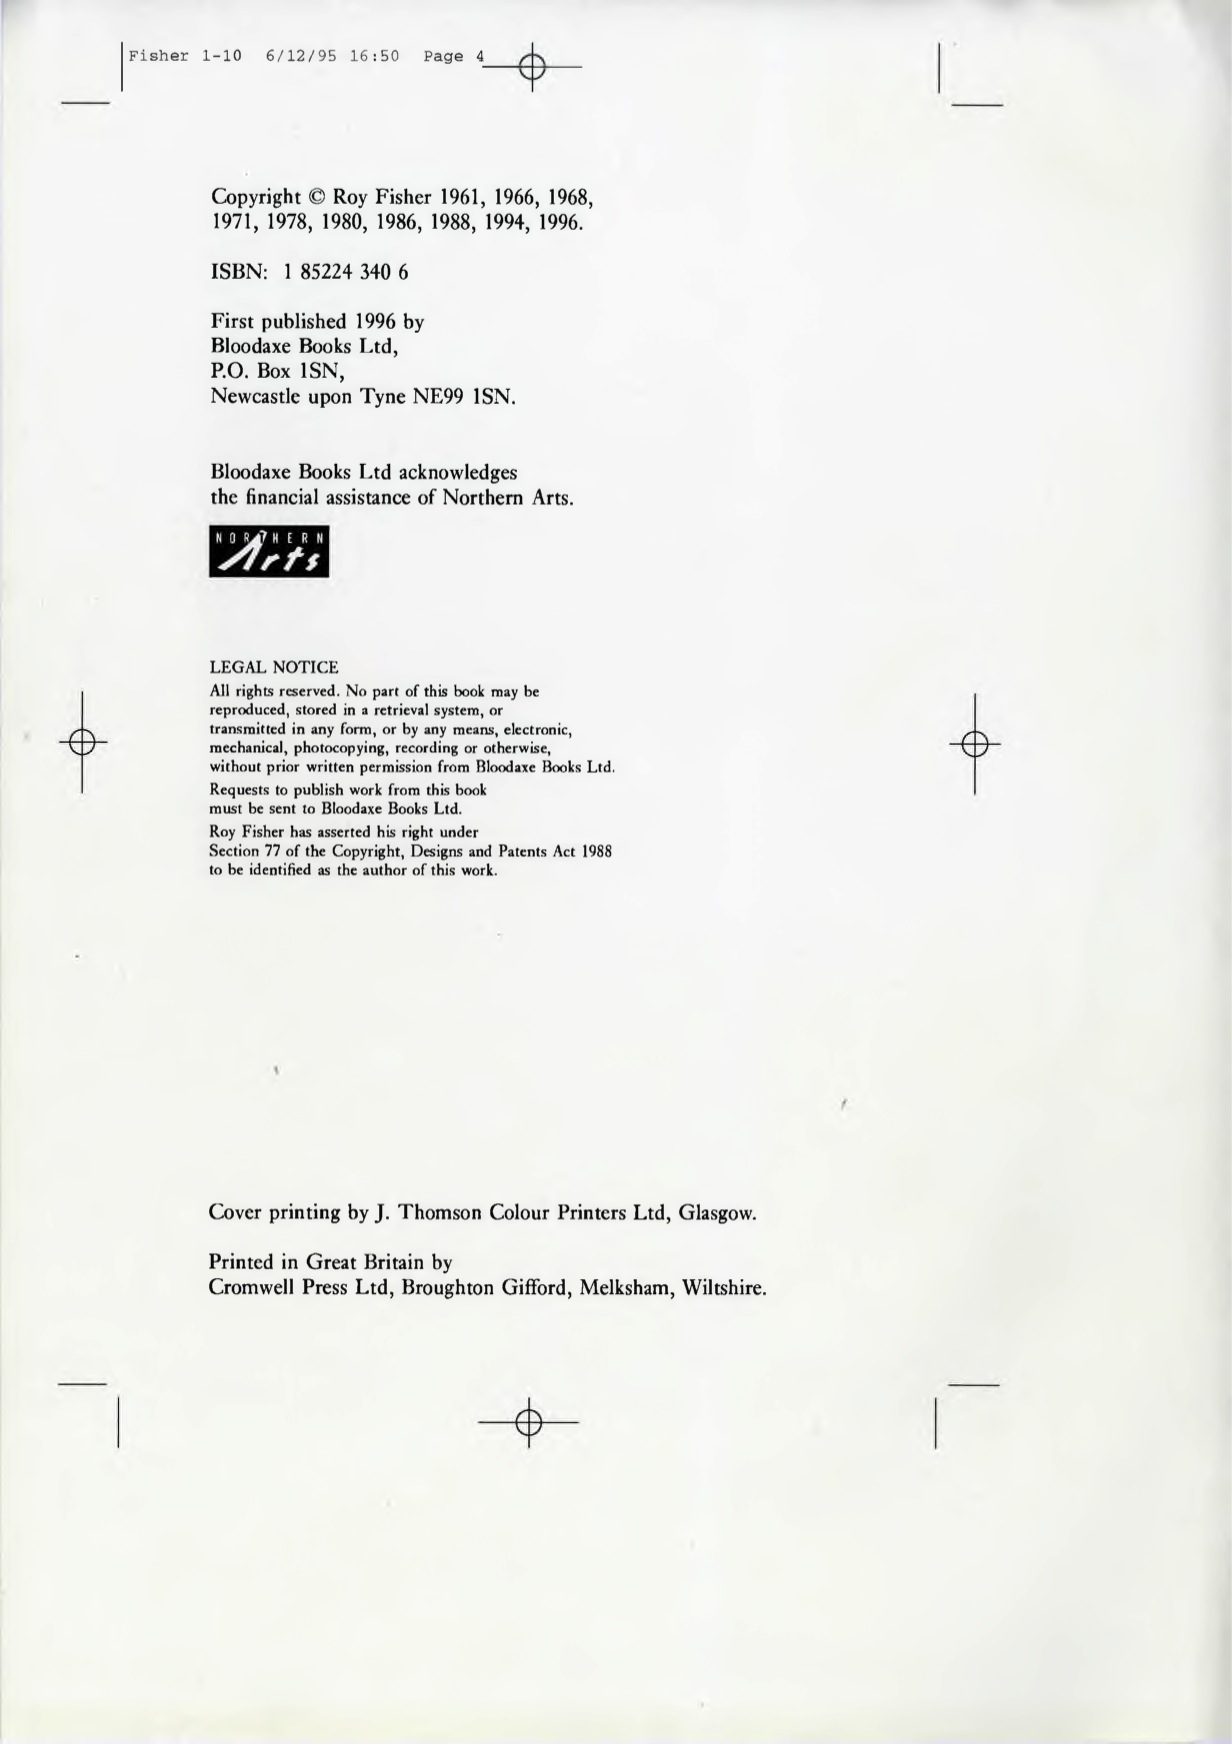 Fisher 1-10 6/12/95 16:50 Page 4
Copyright © Roy Fisher 1961, 1966, 1968,
1971, 1978, 1980, 1986, 1988, 1994, 1996.
ISBN: 1 85224 340 6
First published 1996 by
Bloodaxe Books Ltd,
P.O. Box 1SN,
Newcastle upon Tyne NE99 1SN.
Bloodaxe Books Ltd acknowledges
the financial assistance of Northern Arts.
NORTHERN
Arts
LEGAL NOTICE
All rights reserved. No part of this book may be
reproduced, stored in a retrieval system, or
transmitted in any form, or by any means, electronic,
mechanical, photocopying, recording or otherwise,
without prior written permission from Bloodaxe Books Ltd.
Requests to publish work from this book
must be sent to Bloodaxe Books Ltd.
Roy Fisher has asserted his right under
Section 77 of the Copyright, Designs and Patents Act 1988
to be identified as the author of this work.
Cover printing by J. Thomson Colour Printers Ltd, Glasgow.
Printed in Great Britain by
Cromwell Press Ltd, Broughton Gifford, Melksham, Wiltshire.